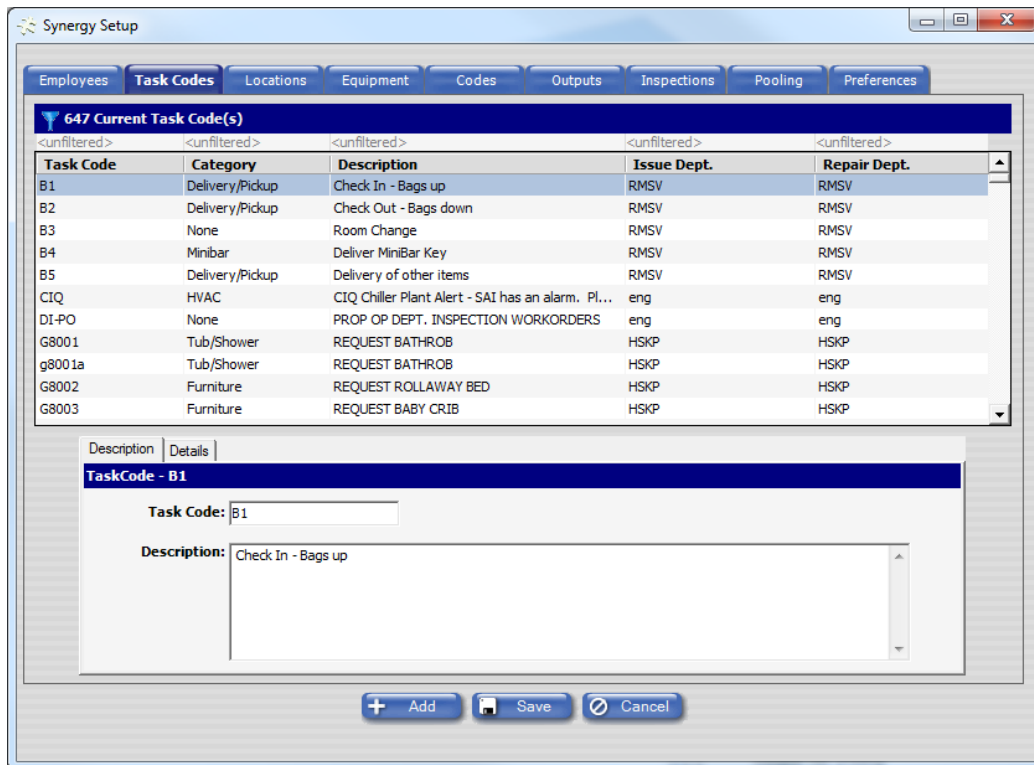 Synergy Setup
Employees Task Codes Locations Equipment Codes Outputs Inspections Pooling Preferences
647 Current Task Code(s)
<unfiltered> <unfiltered> <unfiltered> <unfiltered> <unfiltered>
Task Code Category Description Issue Dept. Repair Dept.
B1 Delivery/Pickup Check In - Bags up RMSV RMSV
B2 Delivery/Pickup Check Out - Bags down RMSV RMSV
B3 None Room Change RMSV RMSV
B4 Minibar Deliver MiniBar Key RMSV RMSV
B5 Delivery/Pickup Delivery of other items RMSV RMSV
CIQ HVAC CIQ Chiller Plant Alert - SAI has an alarm. Pl... eng eng
DI-PO None PROP OP DEPT. INSPECTION WORKORDERS eng eng
G8001 Tub/Shower REQUEST BATHROB HSKP HSKP
g8001a Tub/Shower REQUEST BATHROB HSKP HSKP
G8002 Furniture REQUEST ROLLAWAY BED HSKP HSKP
G8003 Furniture REQUEST BABY CRIB HSKP HSKP
Description Details
TaskCode - B1
Task Code: B1
Description: Check In - Bags up
Add Save Cancel